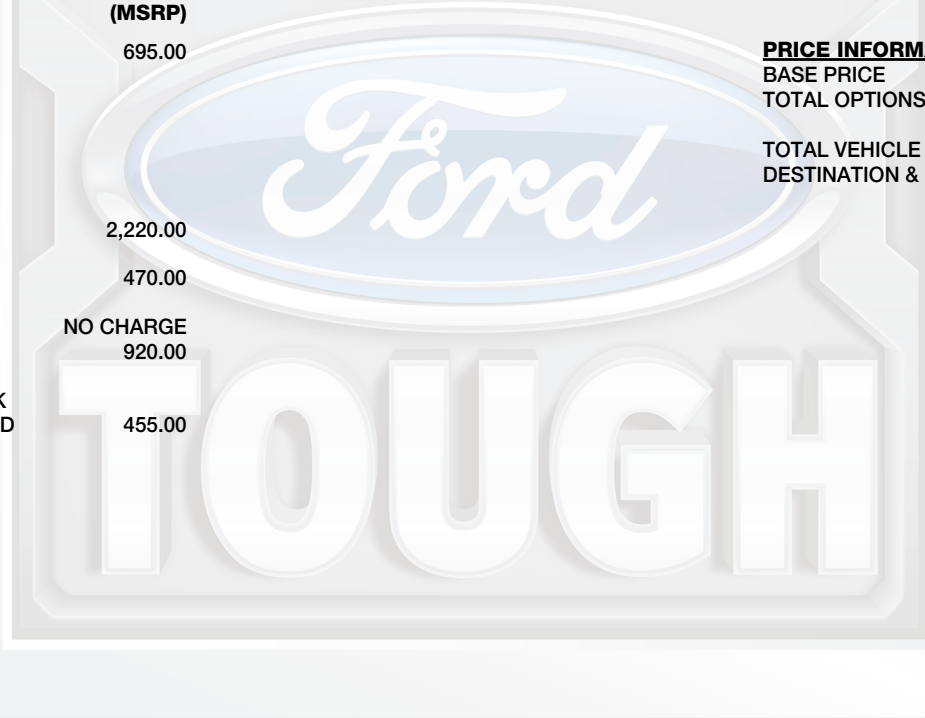 (MSRP)
695.00
2,220.00
470.00
NO CHARGE
920.00
K
D 455.00
PRICE INFORMA
BASE PRICE
TOTAL OPTIONS
TOTAL VEHICLE
DESTINATION &
Ford
TOUGH